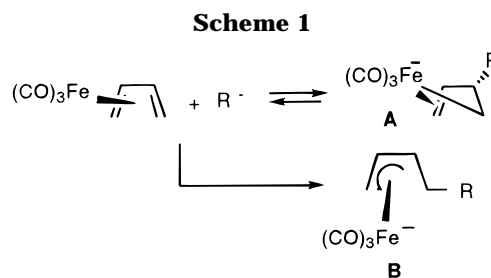 Scheme 1
(CO)₃Fe + R⁻ (CO)₃Fe⁻ R
A
R
(CO)₃Fe⁻
B